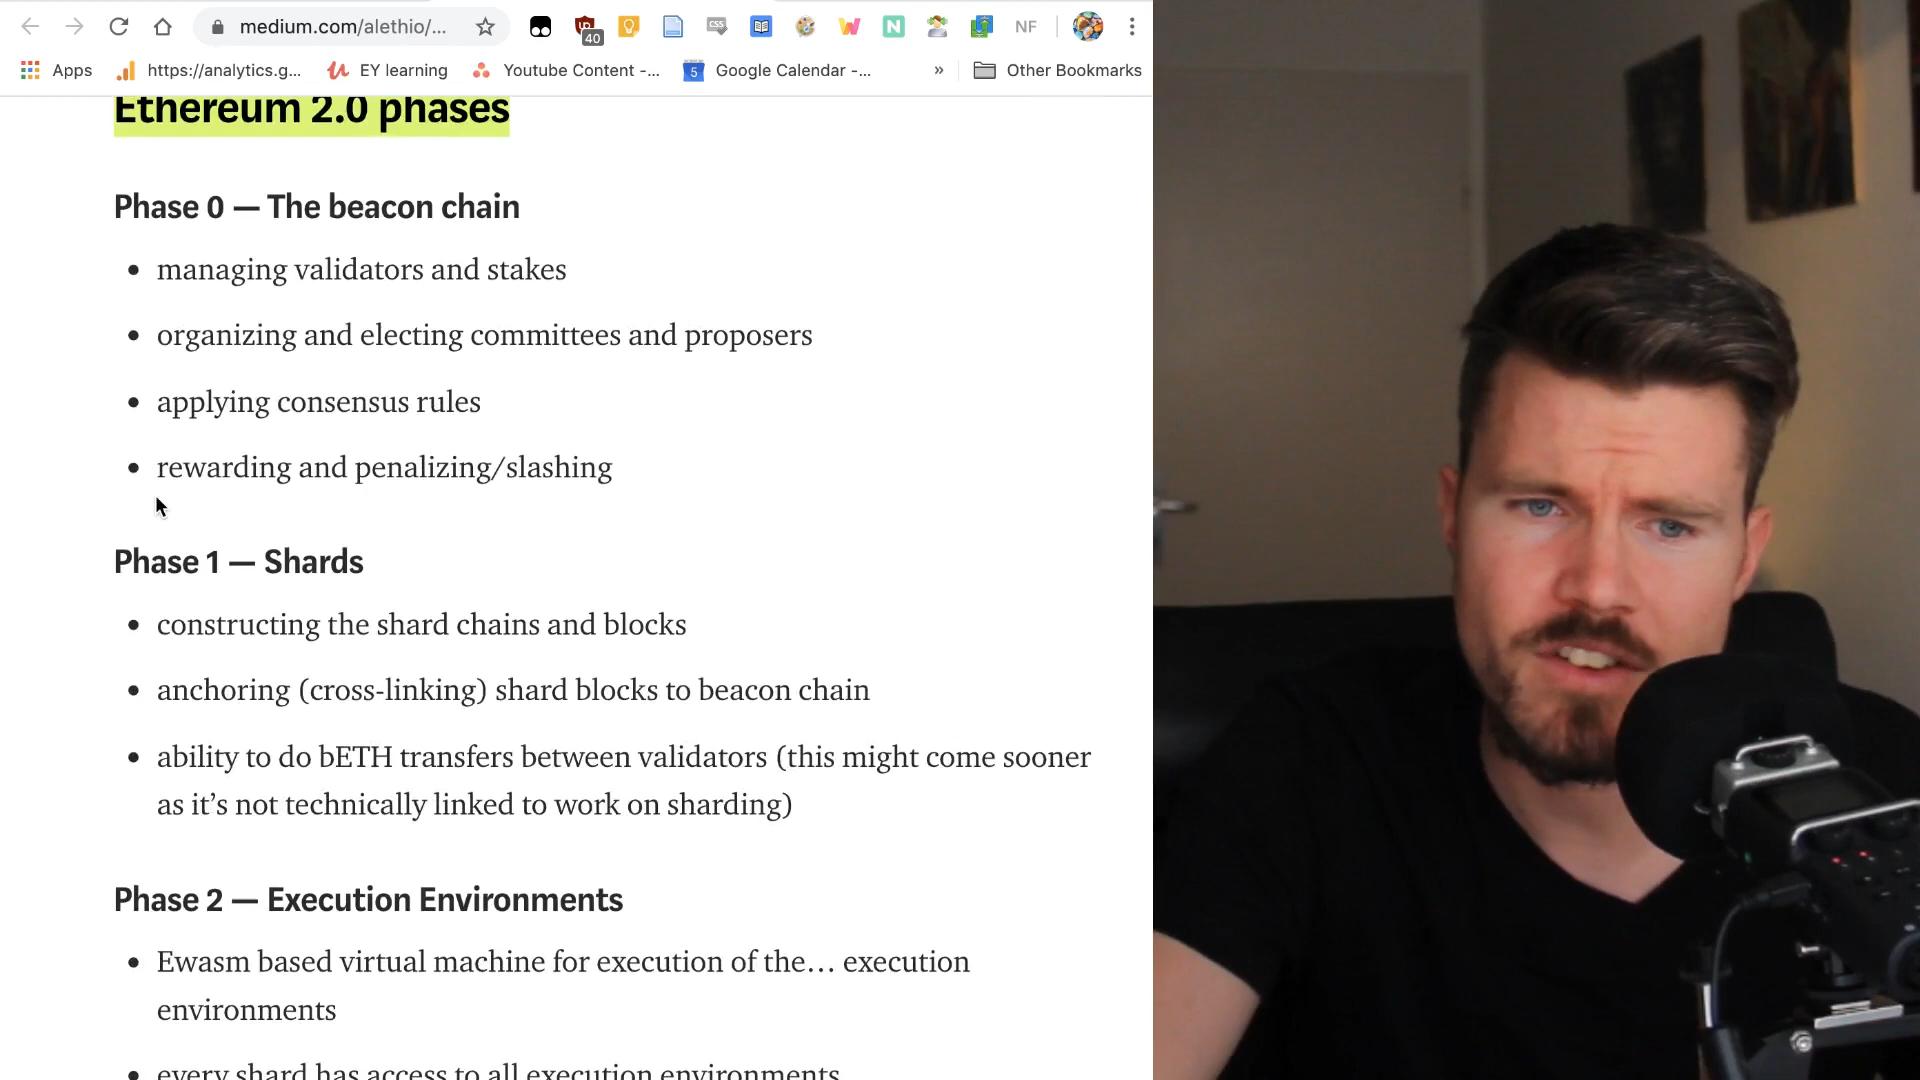 medium.com/alethio/...
40
NF
Apps
https://analytics.g...
EY learning
Youtube Content -...
5
Google Calendar -...
»
Other Bookmarks
Ethereum 2.0 phases
Phase 0 — The beacon chain
• managing validators and stakes
• organizing and electing committees and proposers
• applying consensus rules
• rewarding and penalizing/slashing
Phase 1 — Shards
• constructing the shard chains and blocks
• anchoring (cross-linking) shard blocks to beacon chain
• ability to do bETH transfers between validators (this might come sooner
as it’s not technically linked to work on sharding)
Phase 2 — Execution Environments
• Ewasm based virtual machine for execution of the… execution
environments
• every shard has access to all execution environments